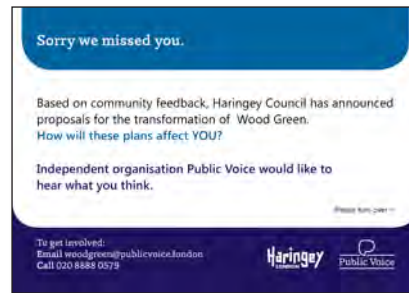 Sorry we missed you.
Based on community feedback, Haringey Council has announced
proposals for the transformation of Wood Green.
How will these plans affect YOU?
Independent organisation Public Voice would like to
hear what you think.
Please turn over
To get involved:
Email woodgreen@publicvoice.london
Call 020 8888 0579
Haringey
Public Voice